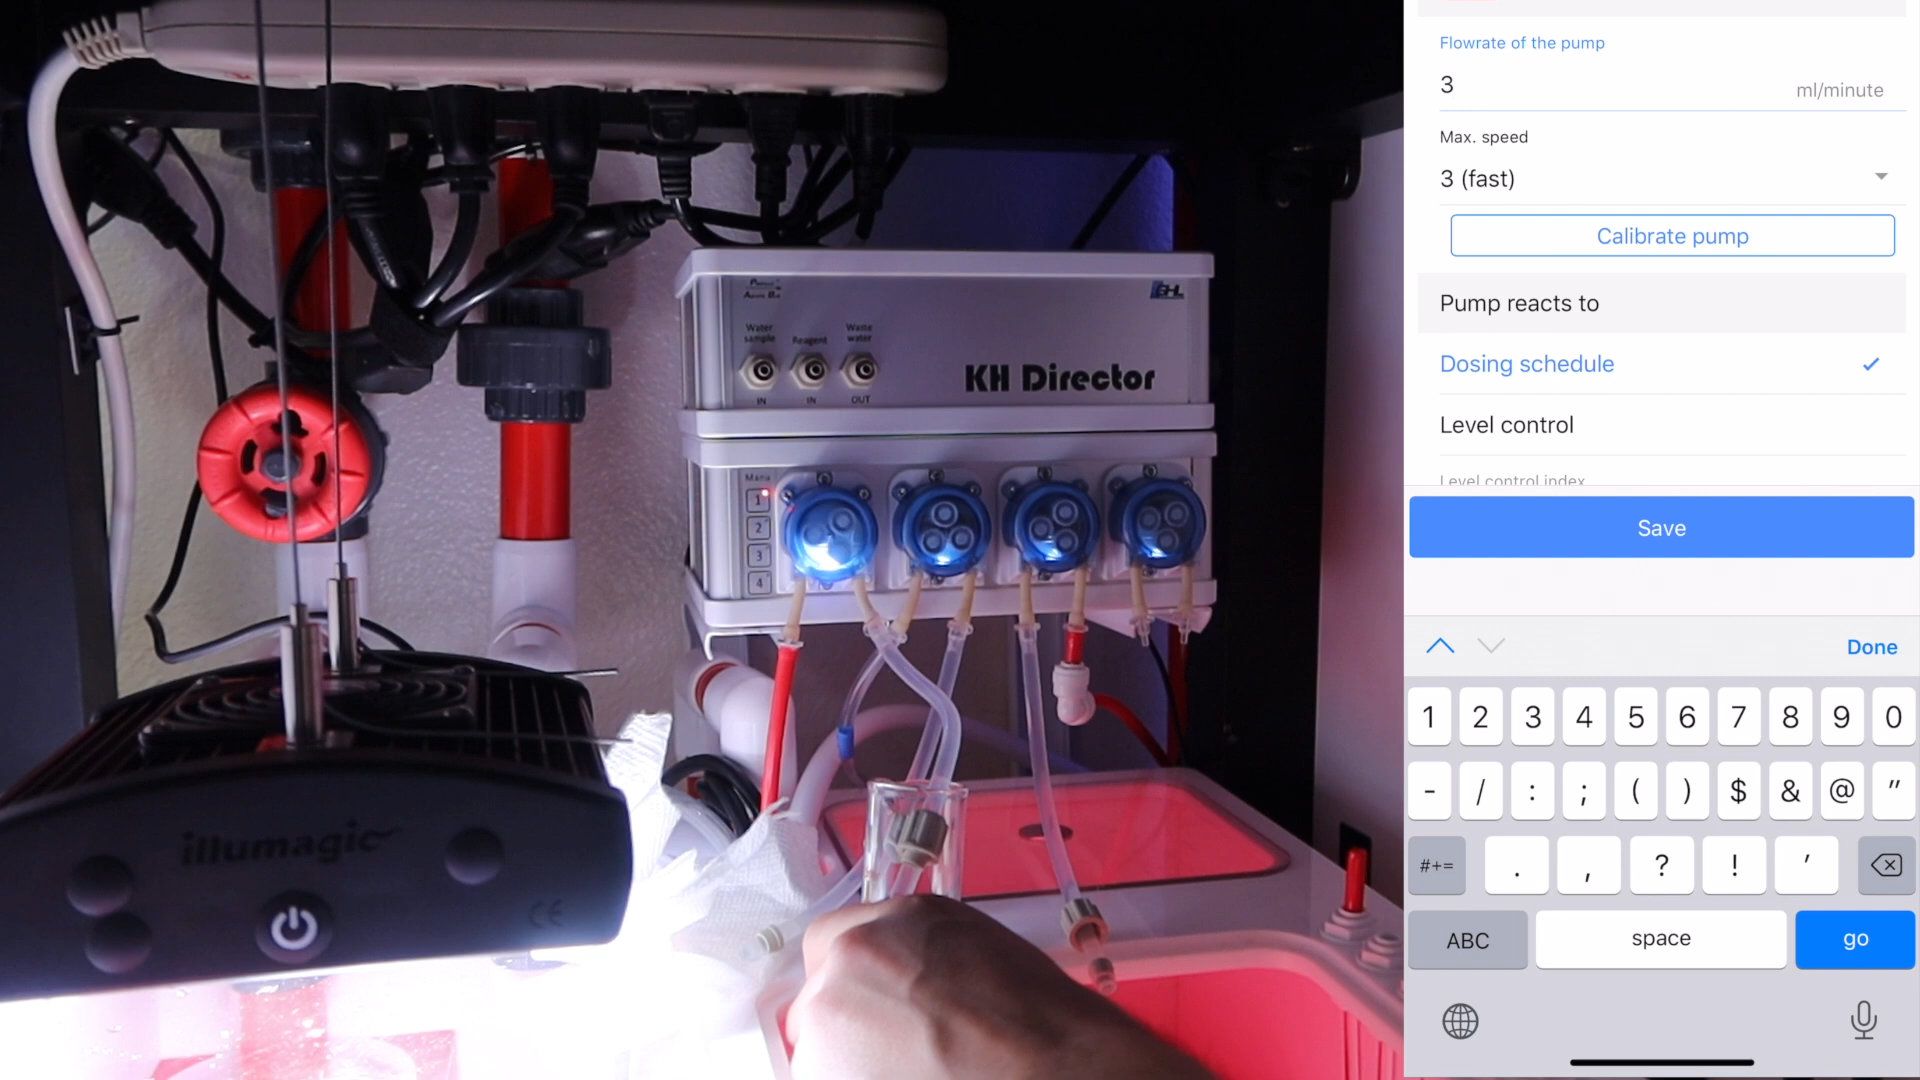 GHL
Water
sample
Reagent
Waste
water
KH Director
IN
IN
OUT
1
2
3
4
illumagic
CE
Flowrate of the pump
3
ml/minute
Max. speed
3 (fast)
Calibrate pump
Pump reacts to
Dosing schedule
Level control
Level control index
Save
Done
1 2 3 4 5 6 7 8 9 0
- / : ; ( ) $ & @ "
#+= . , ? ! '
ABC space go